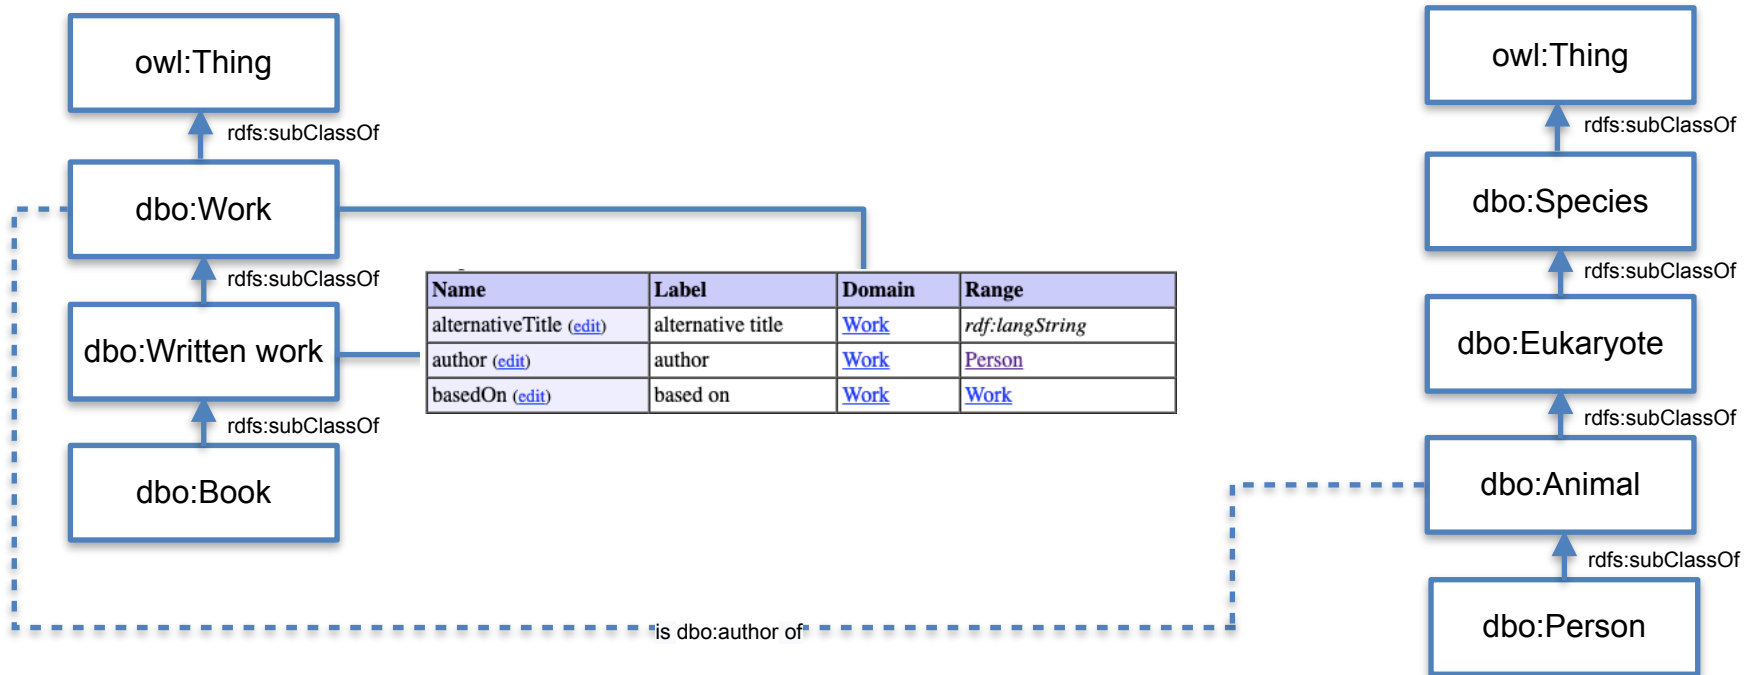 owl:Thing
rdfs:subClassOf
dbo:Work
rdfs:subClassOf
dbo:Written work
rdfs:subClassOf
dbo:Book
Name Label Domain Range
alternativeTitle (edit) alternative title Work rdf:langString
author (edit) author Work Person
basedOn (edit) based on Work Work
is dbo:author of
owl:Thing
rdfs:subClassOf
dbo:Species
rdfs:subClassOf
dbo:Eukaryote
rdfs:subClassOf
dbo:Animal
rdfs:subClassOf
dbo:Person